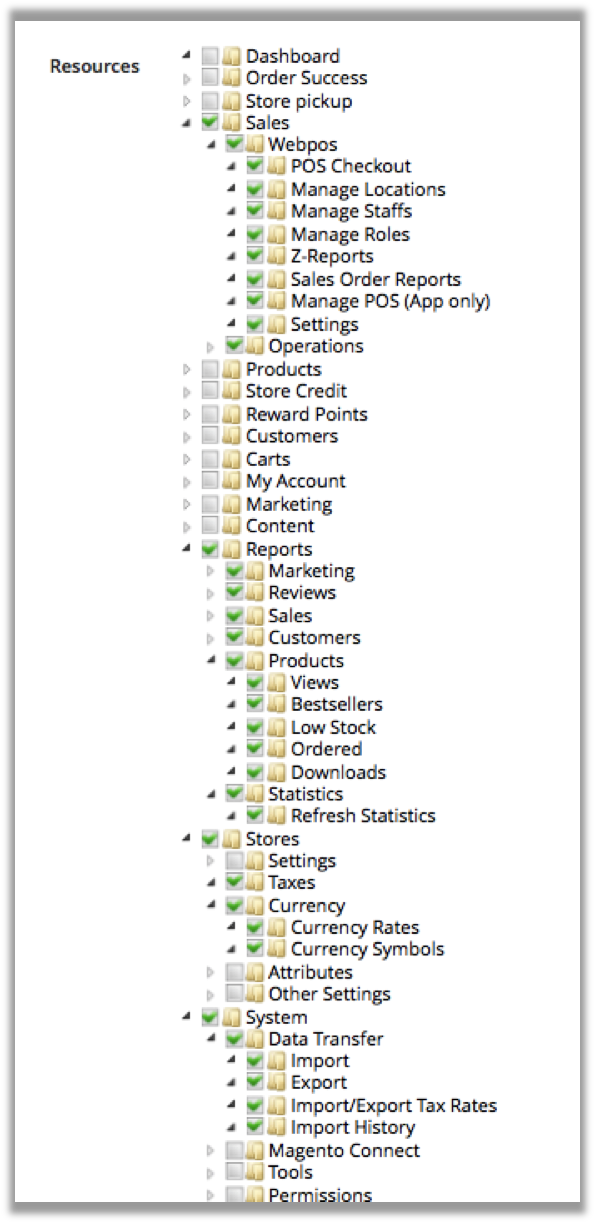 Resources
Dashboard
Order Success
Store pickup
Sales
Webpos
POS Checkout
Manage Locations
Manage Staffs
Manage Roles
Z-Reports
Sales Order Reports
Manage POS (App only)
Settings
Operations
Products
Store Credit
Reward Points
Customers
Carts
My Account
Marketing
Content
Reports
Marketing
Reviews
Sales
Customers
Products
Views
Bestsellers
Low Stock
Ordered
Downloads
Statistics
Refresh Statistics
Stores
Settings
Taxes
Currency
Currency Rates
Currency Symbols
Attributes
Other Settings
System
Data Transfer
Import
Export
Import/Export Tax Rates
Import History
Magento Connect
Tools
Permissions